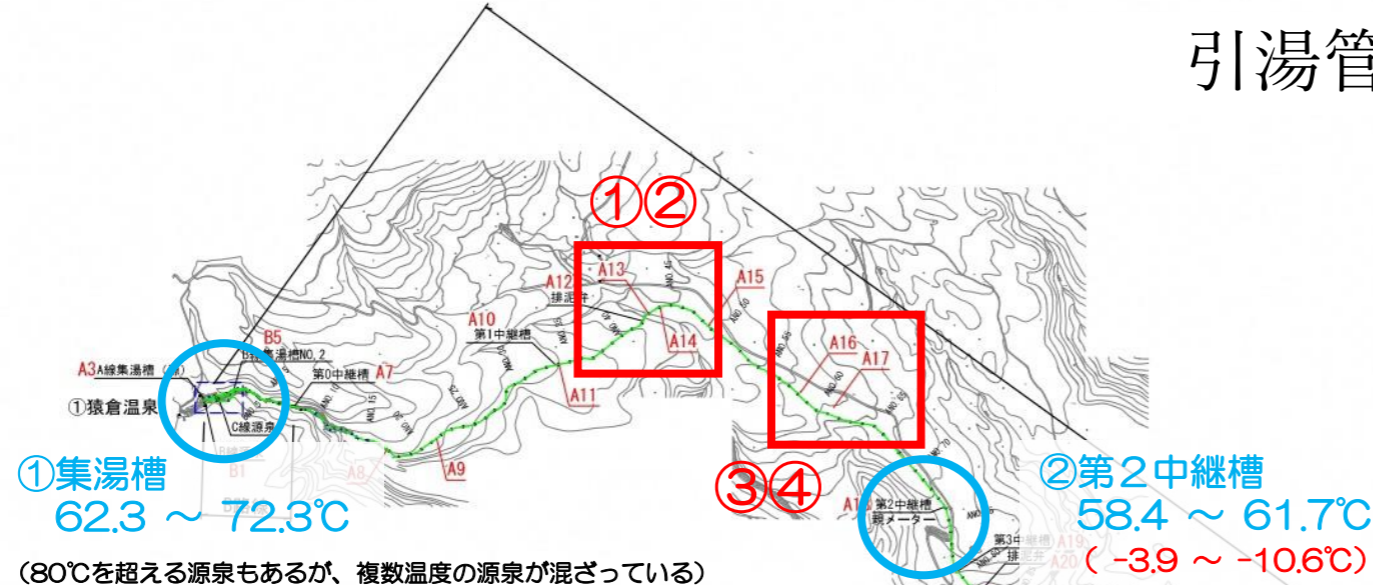 引湯管
①②
A13
A12
排泥弁
A15
A10
第1中継槽
A14
A16
A17
B5
B線集湯槽NO.2
A3 A線集湯槽
第0中継槽 A7
A11
①猿倉温泉
C線源泉
①集湯槽
62.3 ~ 72.3℃
B1
A8
A9
③④
第2中継槽
親メーター
②第2中継槽
58.4 ~ 61.7℃
( -3.9 ~ -10.6℃)
第3中継槽 A19
A20
(80℃を超える源泉もあるが、複数温度の源泉が混ざっている)